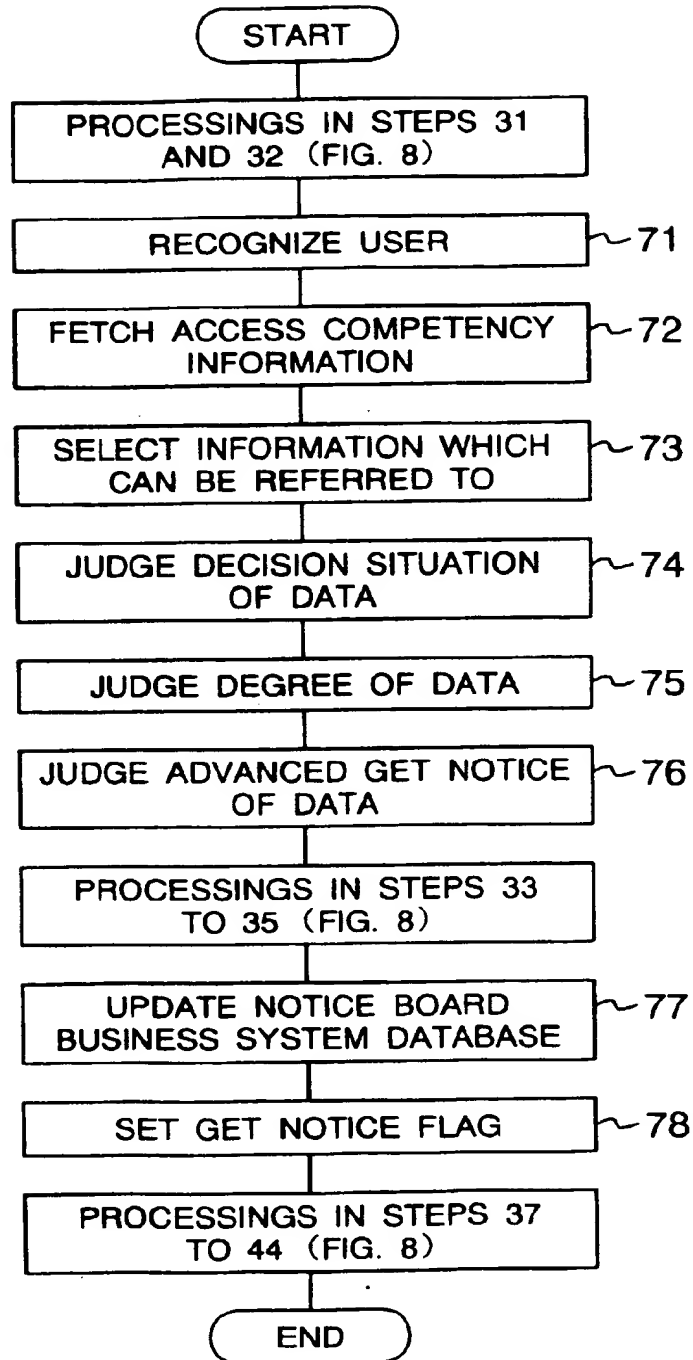 START
PROCESSINGS IN STEPS 31
AND 32 (FIG. 8)
RECOGNIZE USER 71
FETCH ACCESS COMPETENCY
INFORMATION 72
SELECT INFORMATION WHICH
CAN BE REFERRED TO 73
JUDGE DECISION SITUATION
OF DATA 74
JUDGE DEGREE OF DATA 75
JUDGE ADVANCED GET NOTICE
OF DATA 76
PROCESSINGS IN STEPS 33
TO 35 (FIG. 8)
UPDATE NOTICE BOARD
BUSINESS SYSTEM DATABASE 77
SET GET NOTICE FLAG 78
PROCESSINGS IN STEPS 37
TO 44 (FIG. 8)
END